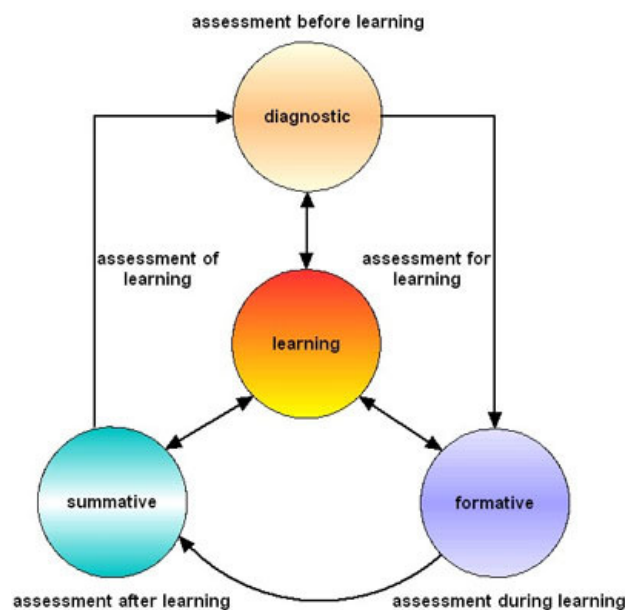 assessment before learning
diagnostic
assessment of
learning
assessment for
learning
learning
summative
formative
assessment after learning
assessment during learning